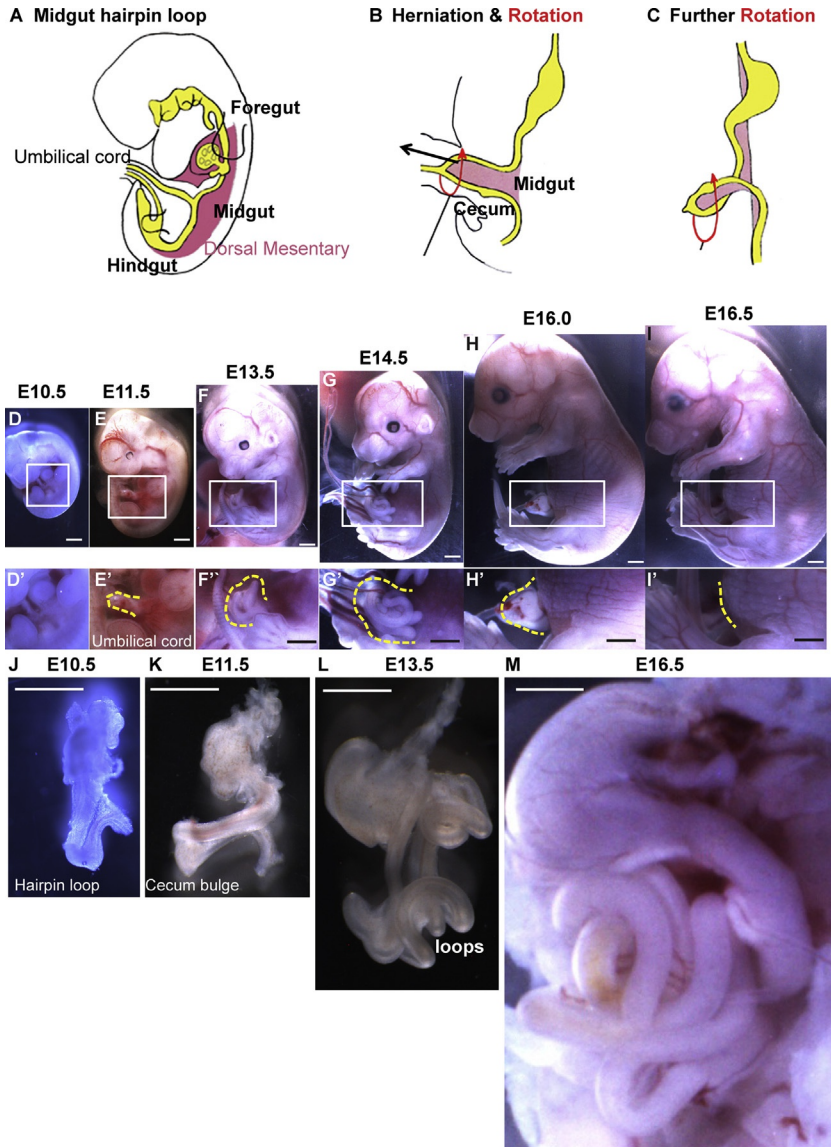 A Midgut hairpin loop
B Herniation & Rotation
C Further Rotation
Foregut
Umbilical cord
Midgut
Dorsal Mesentary
Hindgut
Midgut
Cecum
E10.5
E11.5
E13.5
E14.5
E16.0
E16.5
D
E
F
G
H
I
D'
E'
F'`
G'
H'
I'
Umbilical cord
J E10.5
K E11.5
L E13.5
M E16.5
Hairpin loop
Cecum bulge
loops